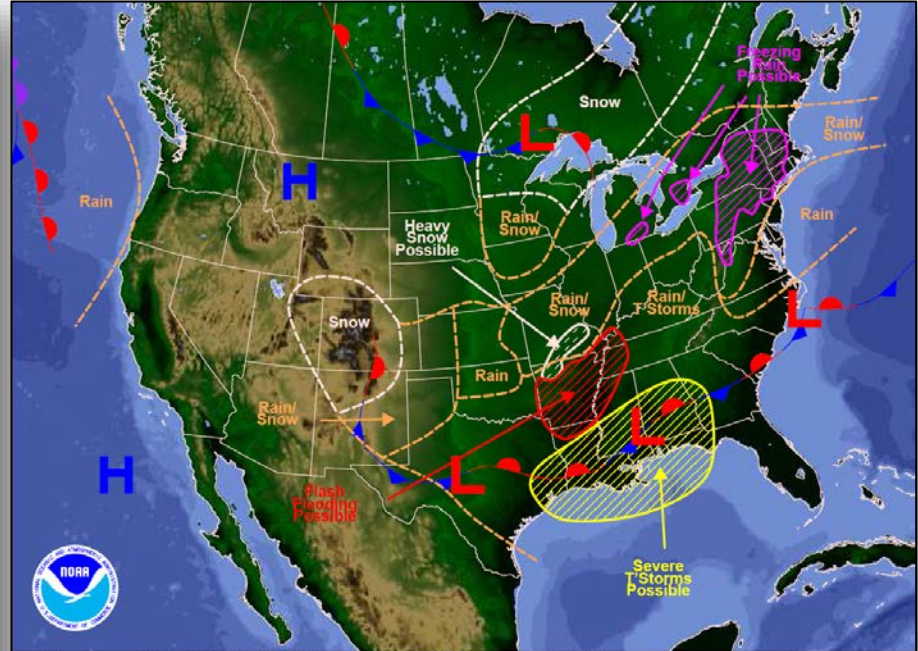 Freezing
Rain
Possible
Snow
Rain/
Snow
Rain
H
L
Rain
Heavy
Snow
Possible
Rain/
Snow
Snow
Rain/
Snow
Rain/
T'Storms
L
Rain
Rain/
Snow
L
H
L
Flash
Flooding
Possible
Severe
T'Storms
Possible
NOAA